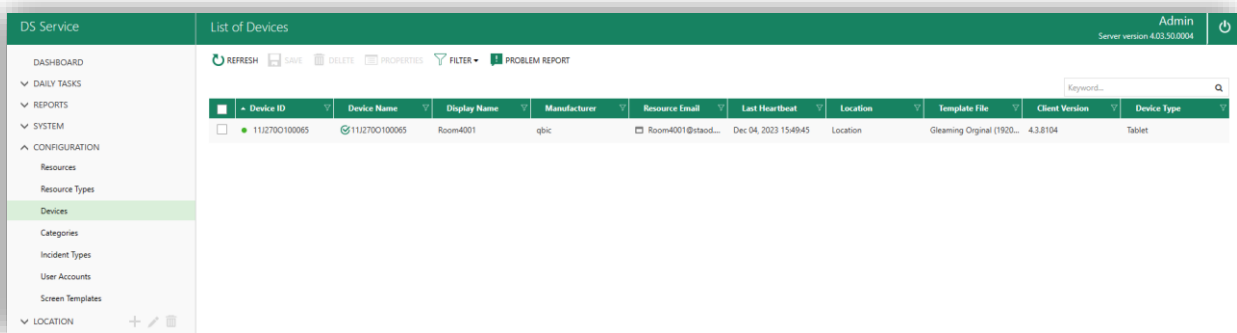 DS Service
List of Devices
Admin
Server version 4.03.50.0004
DASHBOARD
DAILY TASKS
REPORTS
SYSTEM
CONFIGURATION
Resources
Resource Types
Devices
Categories
Incident Types
User Accounts
Screen Templates
LOCATION
REFRESH SAVE DELETE PROPERTIES FILTER PROBLEM REPORT
Keyword...
Device ID Device Name Display Name Manufacturer Resource Email Last Heartbeat Location Template File Client Version Device Type
11J270O100065 11J270O100065 Room4001 qbic Room4001@staod... Dec 04, 2023 15:49:45 Location Gleaming Orginal (1920... 4.3.8104 Tablet